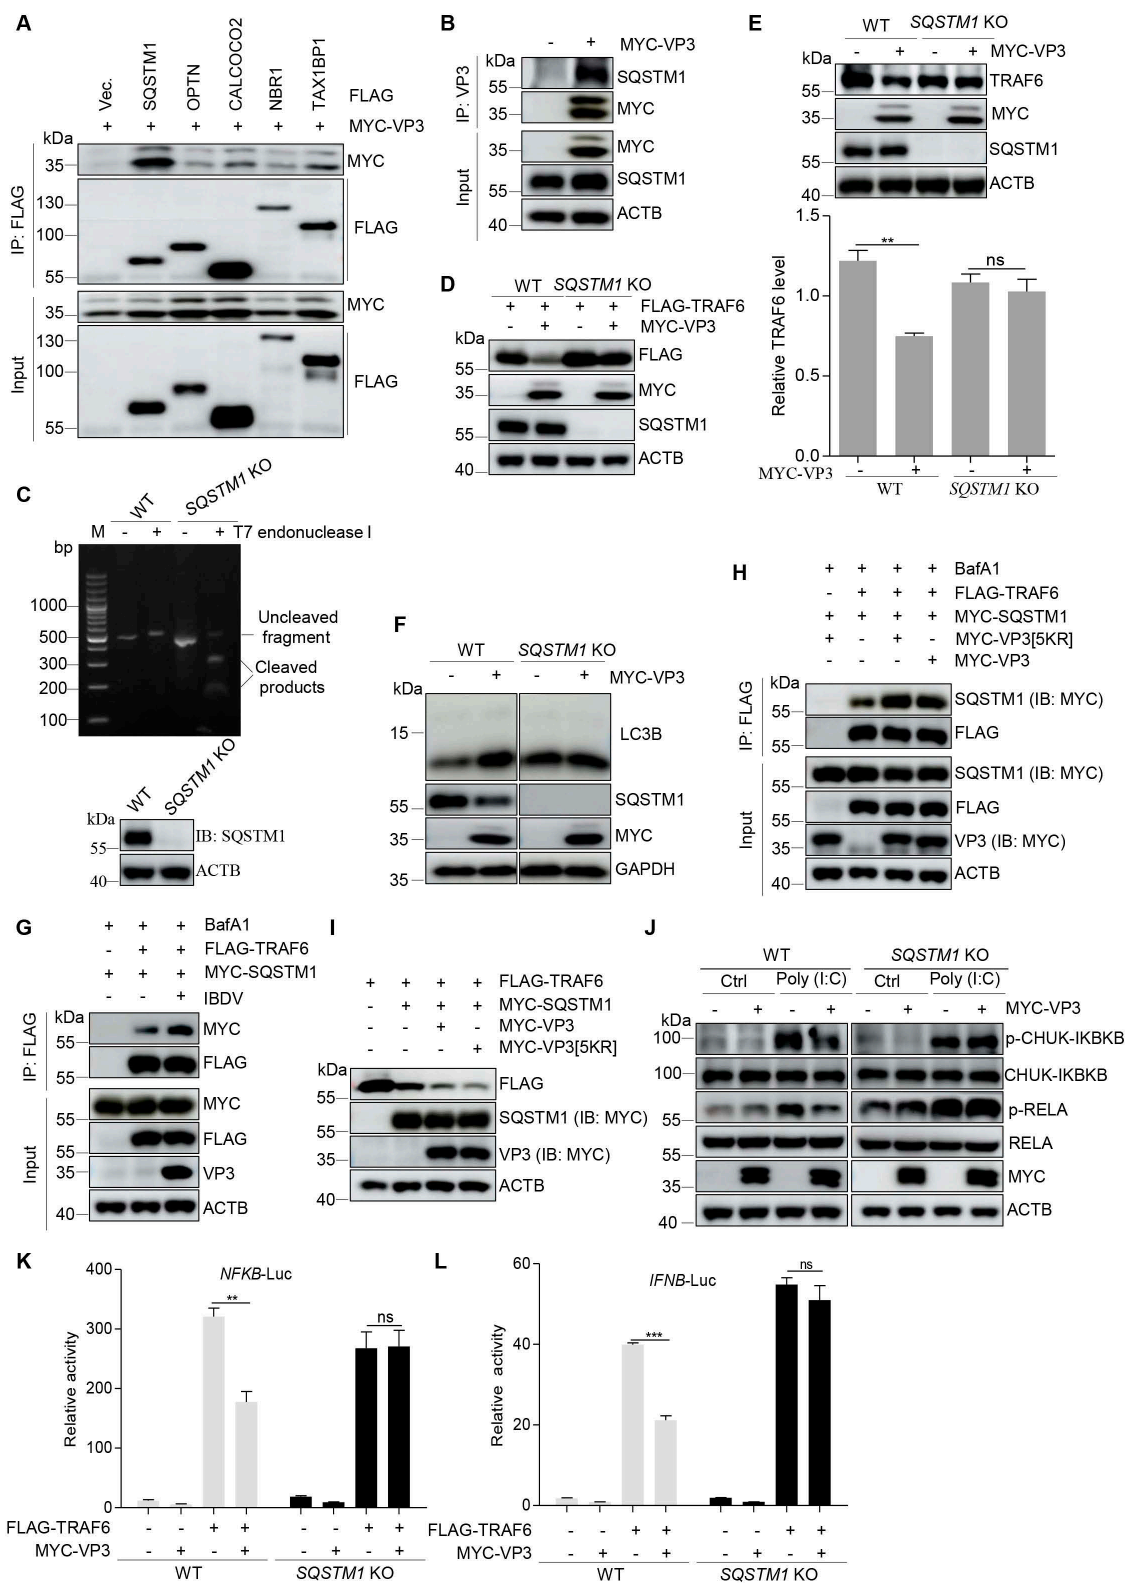 A
Vec.
SQSTM1
OPTN
CALCOCO2
NBR1
TAX1BP1
FLAG
+ + + + + + MYC-VP3
kDa
IP: FLAG
35 MYC
130
100
55
FLAG
Input
35 MYC
130
100
55
FLAG
B
- + MYC-VP3
kDa
IP: VP3
55 SQSTM1
35 MYC
Input
35 MYC
55 SQSTM1
40 ACTB
C
WT SQSTM1 KO
M - + - + T7 endonuclease I
bp
1000
500
300
200
100
Uncleaved fragment
Cleaved products
WT SQSTM1 KO
kDa
55 IB: SQSTM1
40 ACTB
D
WT SQSTM1 KO
+ + + + FLAG-TRAF6
- + - + MYC-VP3
kDa
55 FLAG
35 MYC
55 SQSTM1
40 ACTB
E
WT SQSTM1 KO
- + - + MYC-VP3
kDa
55 TRAF6
35 MYC
55 SQSTM1
40 ACTB
Relative TRAF6 level
1.5
1.0
0.5
0.0
** ns
MYC-VP3 - + - +
WT SQSTM1 KO
F
WT SQSTM1 KO
- + - + MYC-VP3
kDa
15 LC3B
55 SQSTM1
35 MYC
35 GAPDH
H
+ + + + BafA1
- + + + FLAG-TRAF6
+ + + + MYC-SQSTM1
+ - + - MYC-VP3[5KR]
- - - + MYC-VP3
kDa
IP: FLAG
55 SQSTM1 (IB: MYC)
55 FLAG
Input
55 SQSTM1 (IB: MYC)
55 FLAG
35 VP3 (IB: MYC)
40 ACTB
G
+ + + BafA1
- + + FLAG-TRAF6
+ + + MYC-SQSTM1
- - + IBDV
kDa
IP: FLAG
55 MYC
55 FLAG
Input
55 MYC
55 FLAG
35 VP3
40 ACTB
I
+ + + + FLAG-TRAF6
- + + + MYC-SQSTM1
- - + - MYC-VP3
- - - + MYC-VP3[5KR]
kDa
55 FLAG
55 SQSTM1 (IB: MYC)
35 VP3 (IB: MYC)
40 ACTB
J
WT SQSTM1 KO
Ctrl Poly (I:C) Ctrl Poly (I:C)
- + - + - + - + MYC-VP3
kDa
100 p-CHUK-IKBKB
100 CHUK-IKBKB
55 p-RELA
55 RELA
35 MYC
40 ACTB
K
NFKB-Luc
Relative activity
400
300
200
100
0
** ns
FLAG-TRAF6 - - + + - - + +
MYC-VP3 - + - + - + - +
WT SQSTM1 KO
L
IFNB-Luc
Relative activity
60
40
20
0
*** ns
FLAG-TRAF6 - - + + - - + +
MYC-VP3 - + - + - + - +
WT SQSTM1 KO